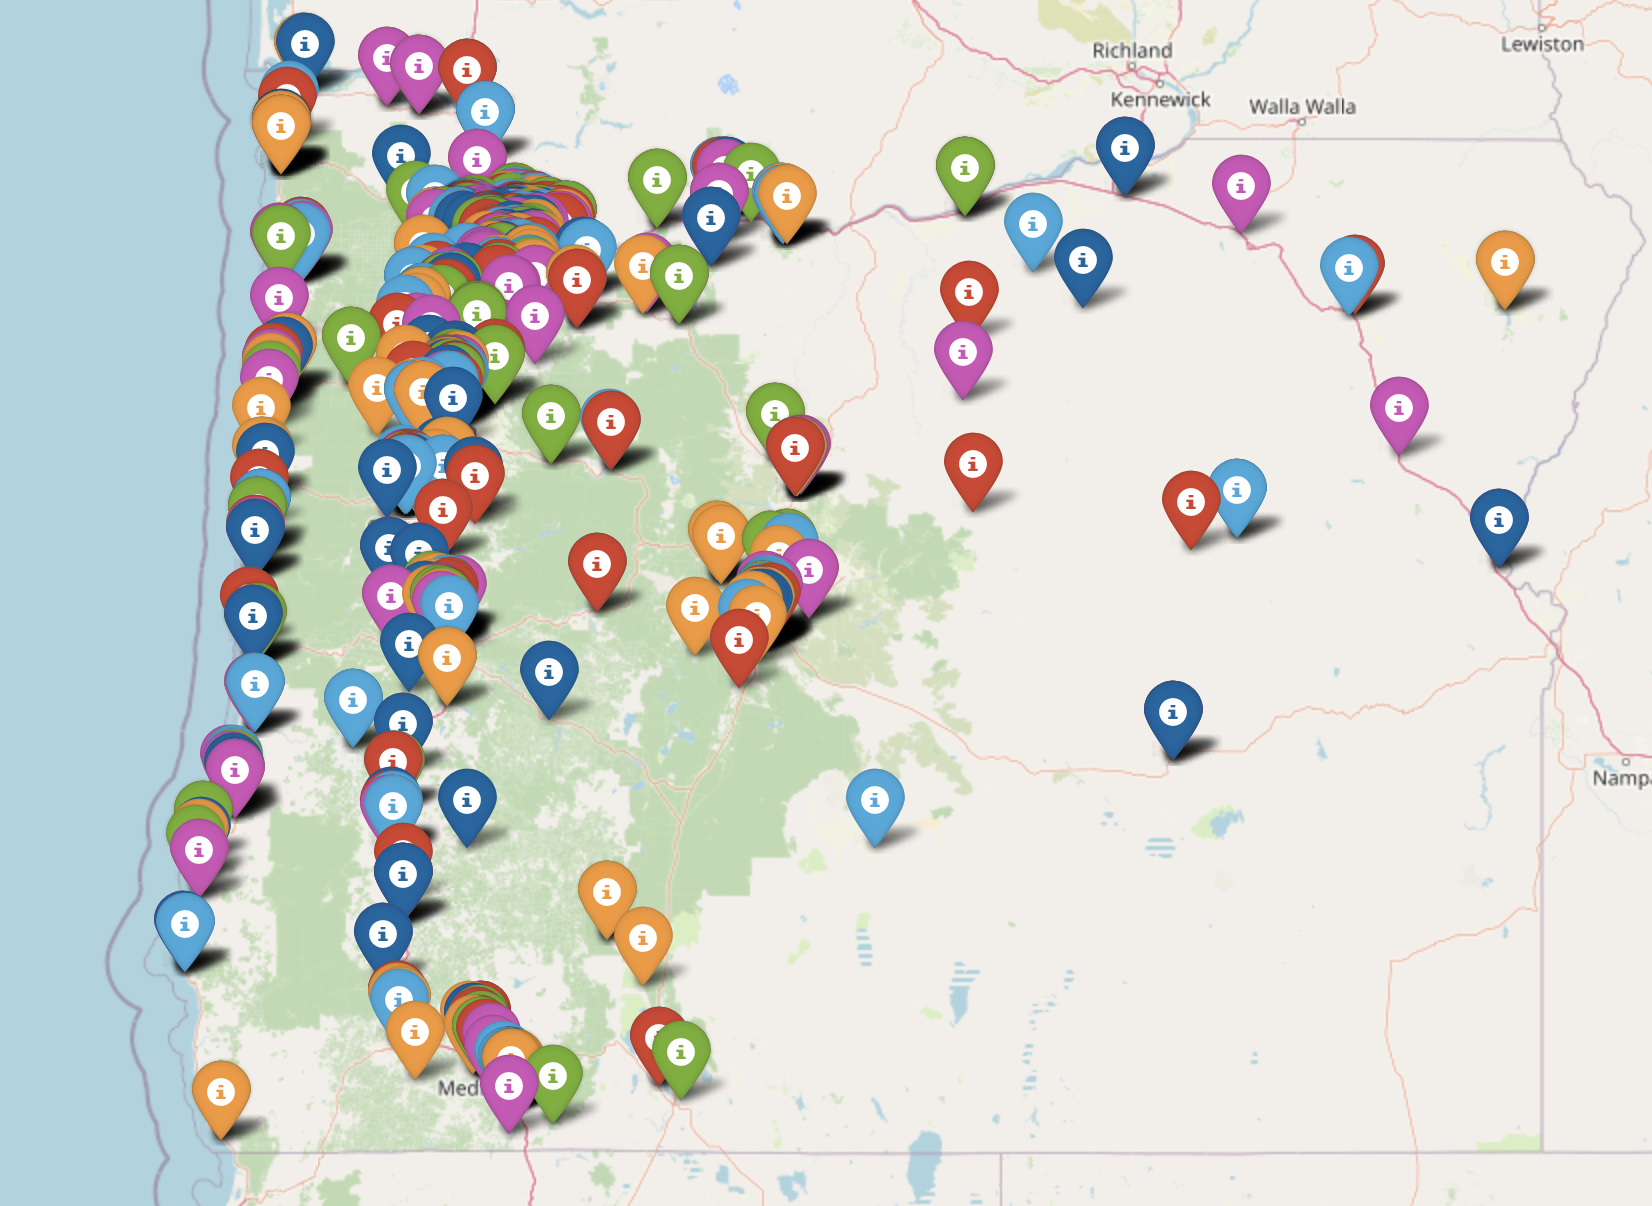 Richland
Lewiston
Kennewick
Walla Walla
Nampa
Med